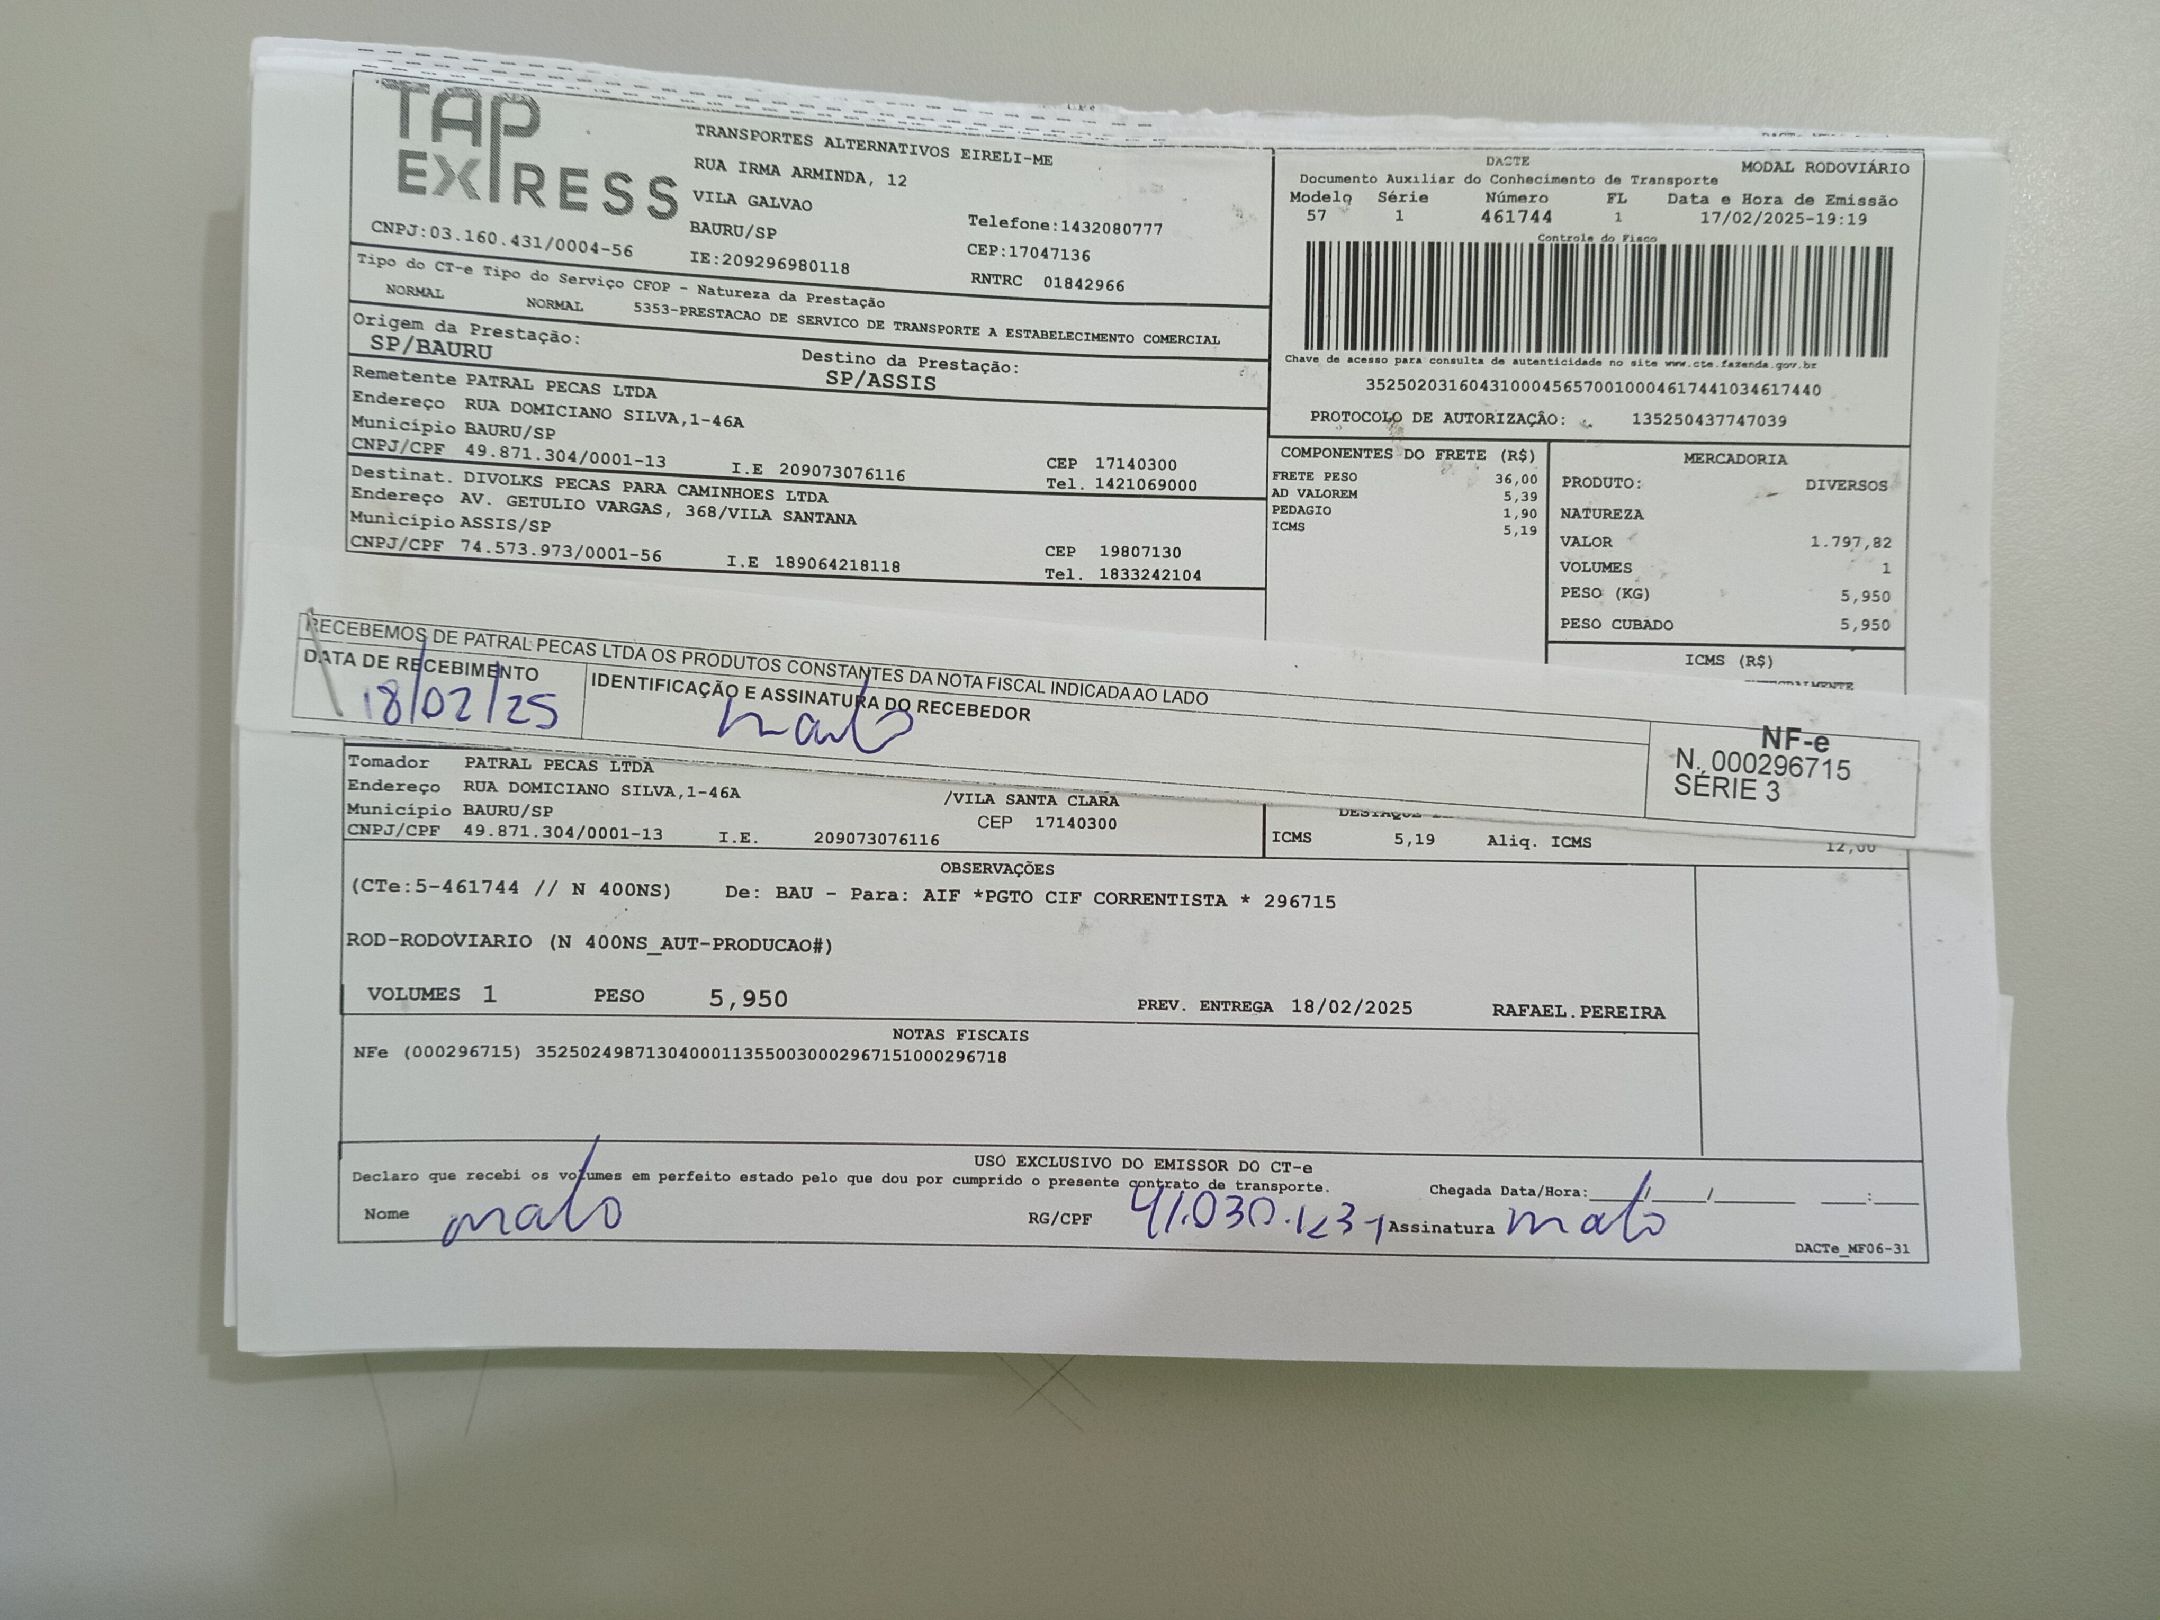 TAP
EXPRESS
TRANSPORTES ALTERNATIVOS EIRELI-ME
RUA IRMA ARMINDA, 12
VILA GALVAO
BAURU/SP Telefone:1432080777
CNPJ:03.160.431/0004-56 IE:209296980118 CEP:17047136
RNTRC 01842966
DACTE MODAL RODOVIÁRIO
Documento Auxiliar do Conhecimento de Transporte
Modelo Série Número FL Data e Hora de Emissão
57 1 461744 1 17/02/2025-19:19
Controle do Fisco
Chave de acesso para consulta de autenticidade no site www.cte.fazenda.gov.br
35250203160431000456570010004617441034617440
PROTOCOLO DE AUTORIZAÇÃO: 135250437747039
Tipo do CT-e Tipo do Serviço CFOP - Natureza da Prestação
NORMAL NORMAL 5353-PRESTACAO DE SERVICO DE TRANSPORTE A ESTABELECIMENTO COMERCIAL
Origem da Prestação: Destino da Prestação:
SP/BAURU SP/ASSIS
Remetente PATRAL PECAS LTDA
Endereço RUA DOMICIANO SILVA,1-46A
Município BAURU/SP CEP 17140300
CNPJ/CPF 49.871.304/0001-13 I.E 209073076116 Tel. 1421069000
Destinat. DIVOLKS PECAS PARA CAMINHOES LTDA
Endereço AV. GETULIO VARGAS, 368/VILA SANTANA
Município ASSIS/SP CEP 19807130
CNPJ/CPF 74.573.973/0001-56 I.E 189064218118 Tel. 1833242104
COMPONENTES DO FRETE (R$)
FRETE PESO 36,00
AD VALOREM 5,39
PEDAGIO 1,90
ICMS 5,19
MERCADORIA
PRODUTO: DIVERSOS
NATUREZA
VALOR 1.797,82
VOLUMES 1
PESO (KG) 5,950
PESO CUBADO 5,950
ICMS (R$)
RECEBEMOS DE PATRAL PECAS LTDA OS PRODUTOS CONSTANTES DA NOTA FISCAL INDICADA AO LADO
DATA DE RECEBIMENTO IDENTIFICAÇÃO E ASSINATURA DO RECEBEDOR
18/02/25
NF-e
N. 000296715
SÉRIE 3
Tomador PATRAL PECAS LTDA
Endereço RUA DOMICIANO SILVA,1-46A /VILA SANTA CLARA
Município BAURU/SP CEP 17140300
CNPJ/CPF 49.871.304/0001-13 I.E. 209073076116
ICMS 5,19 Aliq. ICMS 12,00
OBSERVAÇÕES
(CTe:5-461744 // N 400NS) De: BAU - Para: AIF *PGTO CIF CORRENTISTA * 296715
ROD-RODOVIARIO (N 400NS_AUT-PRODUCAO#)
VOLUMES 1 PESO 5,950 PREV. ENTREGA 18/02/2025 RAFAEL.PEREIRA
NOTAS FISCAIS
NFe (000296715) 35250249871304000113550030002967151000296718
USO EXCLUSIVO DO EMISSOR DO CT-e
Declaro que recebi os volumes em perfeito estado pelo que dou por cumprido o presente contrato de transporte.
Chegada Data/Hora:____/____/________ ____:____
Nome RG/CPF Assinatura
DACTe_MF06-31